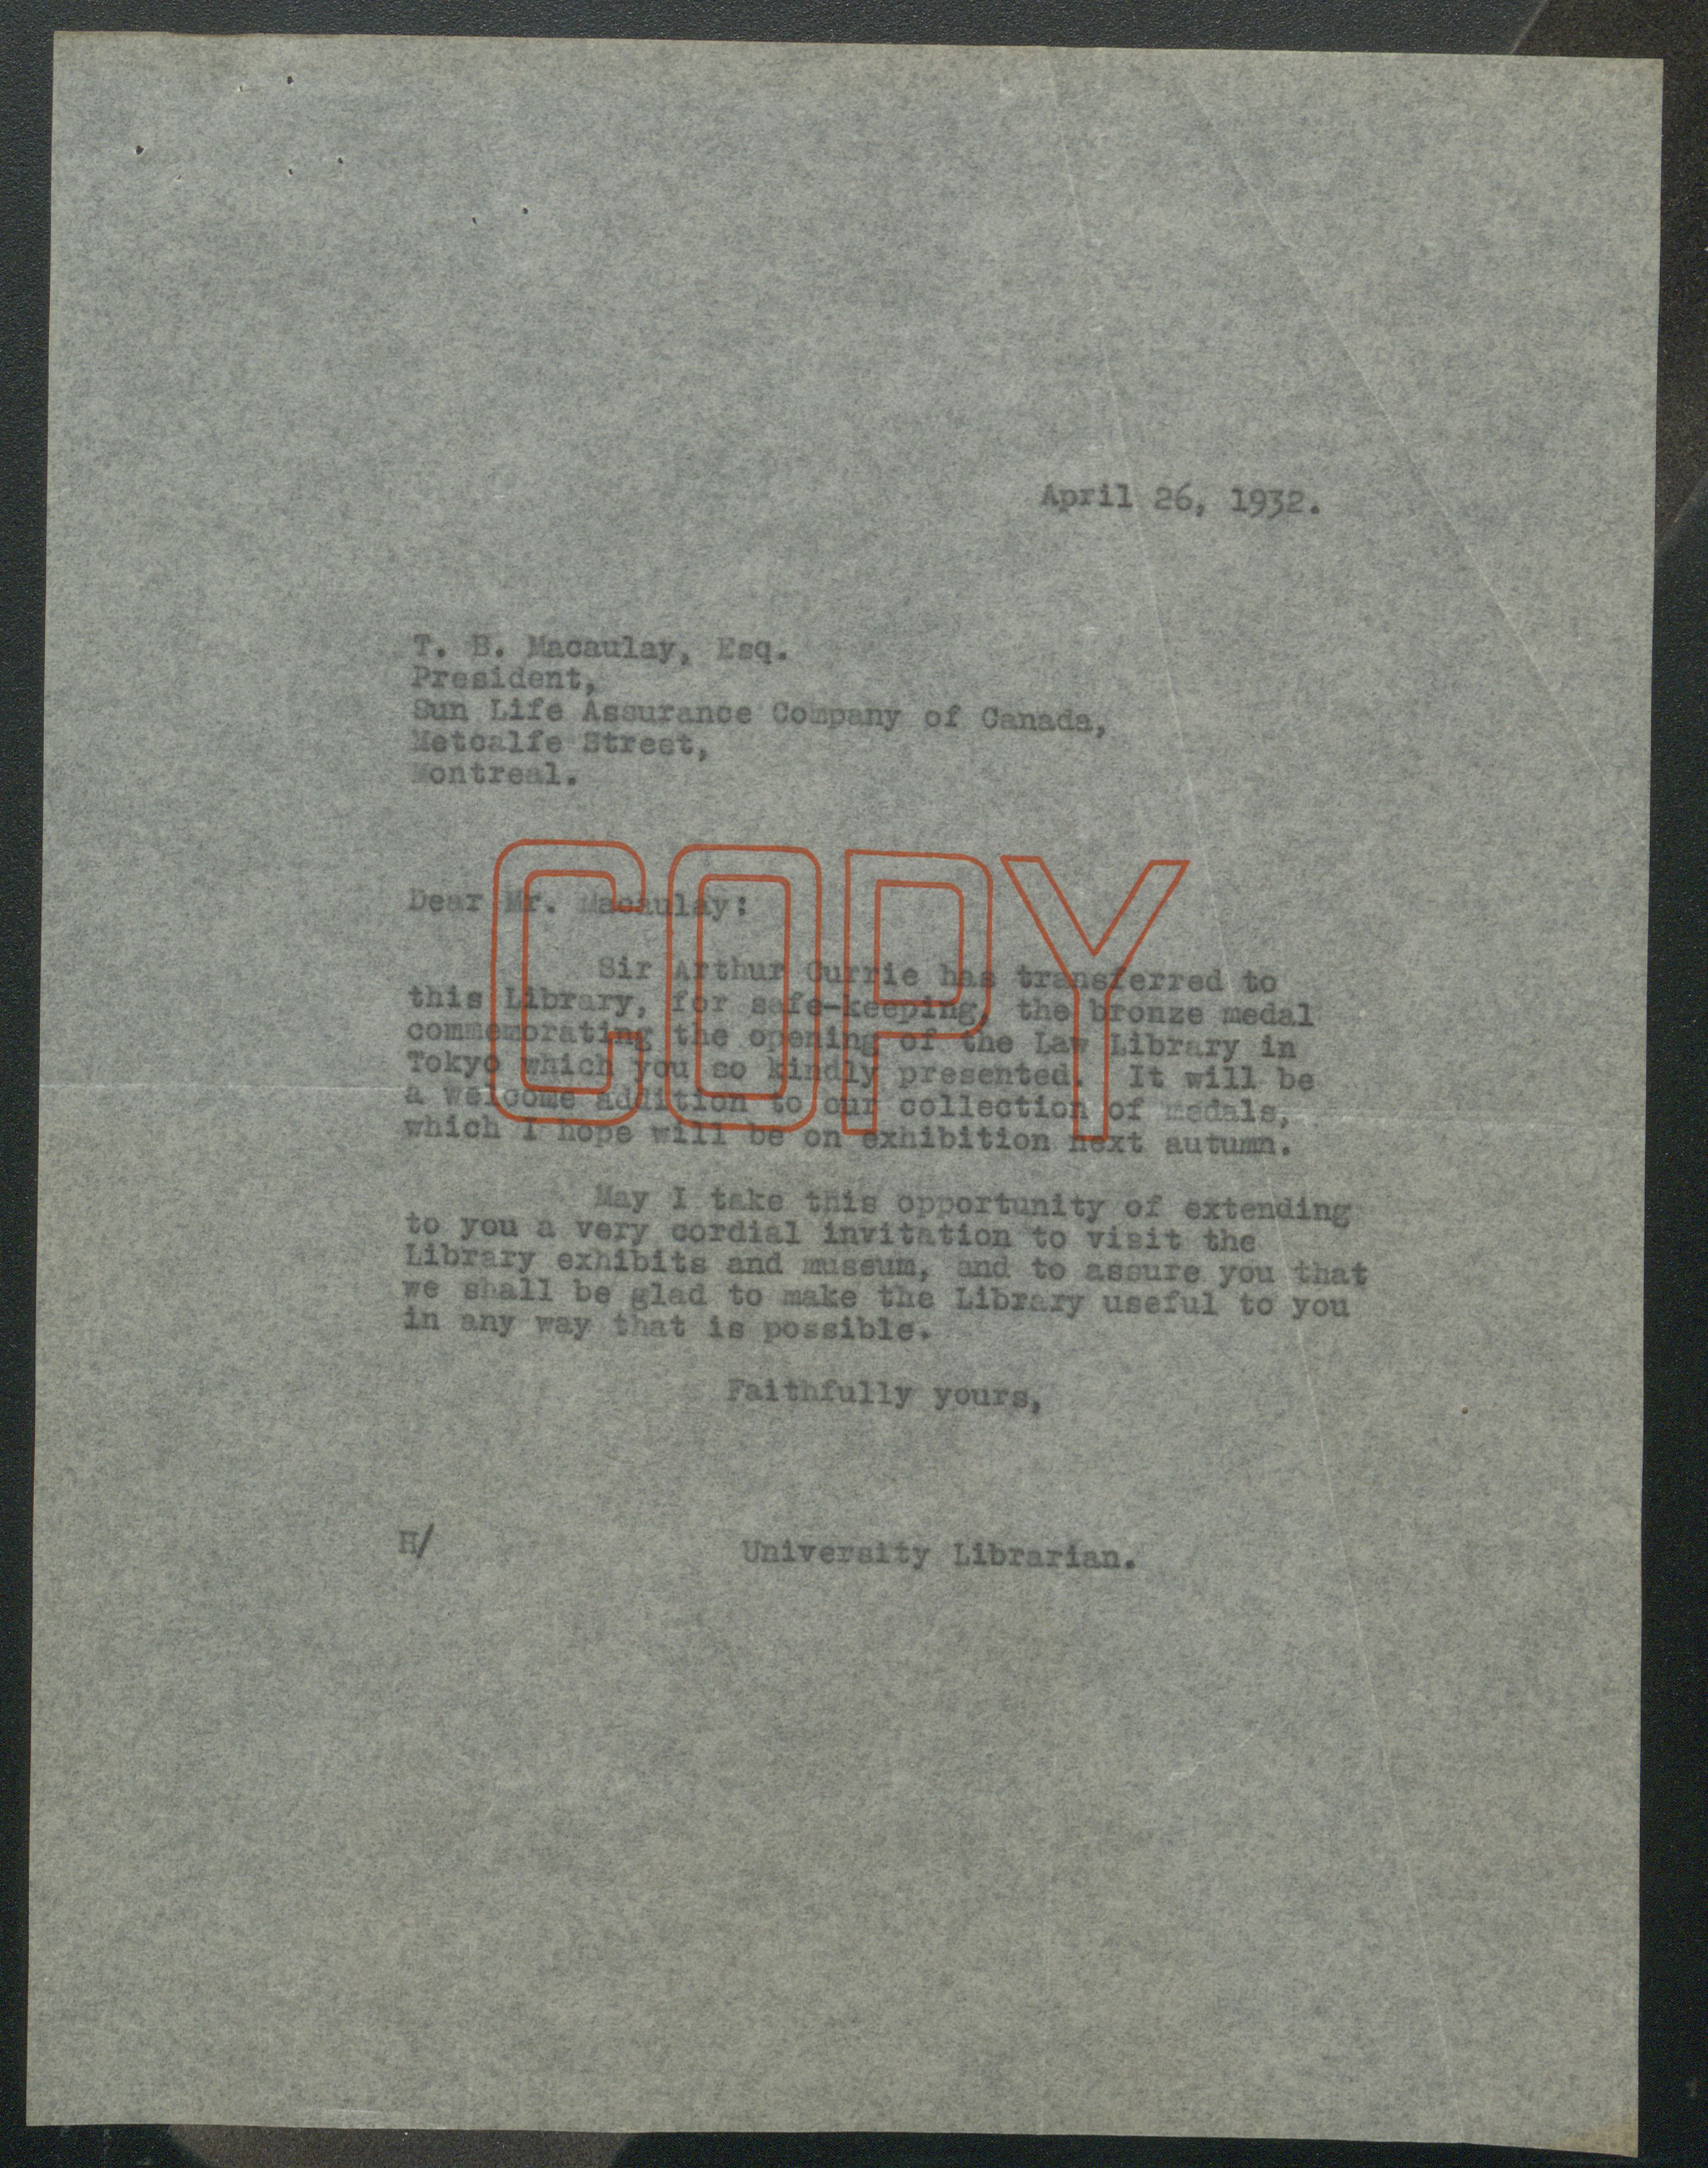 April 26, 1932.
T. B. Macaulay, Esq.
President,
Sun Life Assurance Company of Canada,
Metcalfe Street,
Montreal.
COPY
Dear Mr. Macaulay:
Sir Arthur Currie has transferred to
this Library, for safe-keeping, the bronze medal
commemorating the opening of the Law Library in
Tokyo which you so kindly presented. It will be
a welcome addition to our collection of medals,
which I hope will be on exhibition next autumn.
May I take this opportunity of extending
to you a very cordial invitation to visit the
Library exhibits and museum, and to assure you that
we shall be glad to make the Library useful to you
in any way that is possible.
Faithfully yours,
H/
University Librarian.